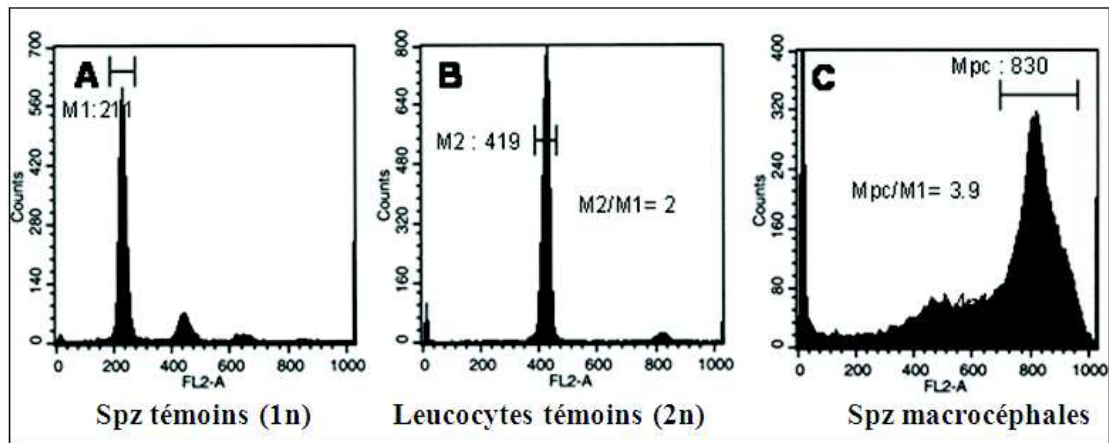 A
M1:211
700
560
420
280
140
0
Counts
0 200 400 600 800 1000
FL2-A
Spz témoins (1n)
B
M2 : 419
M2/M1= 2
800
640
480
320
160
0
Counts
0 200 400 600 800 1000
FL2-A
Leucocytes témoins (2n)
C
Mpc : 830
Mpc/M1= 3.9
400
320
240
160
80
0
Counts
0 200 400 600 800 1000
FL2-A
Spz macrocéphales